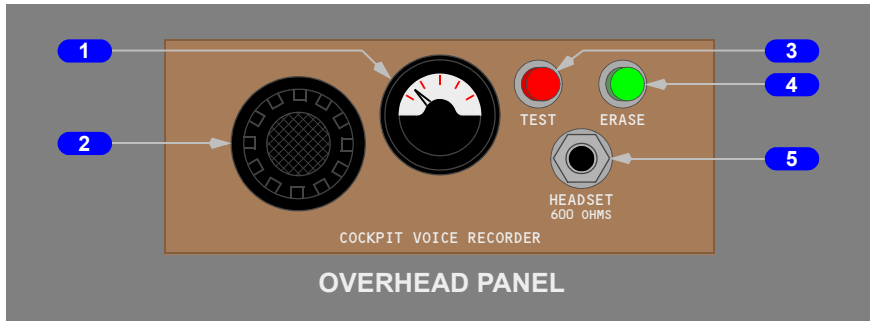 1
3
4
TEST
ERASE
2
5
HEADSET
600 OHMS
COCKPIT VOICE RECORDER
OVERHEAD PANEL